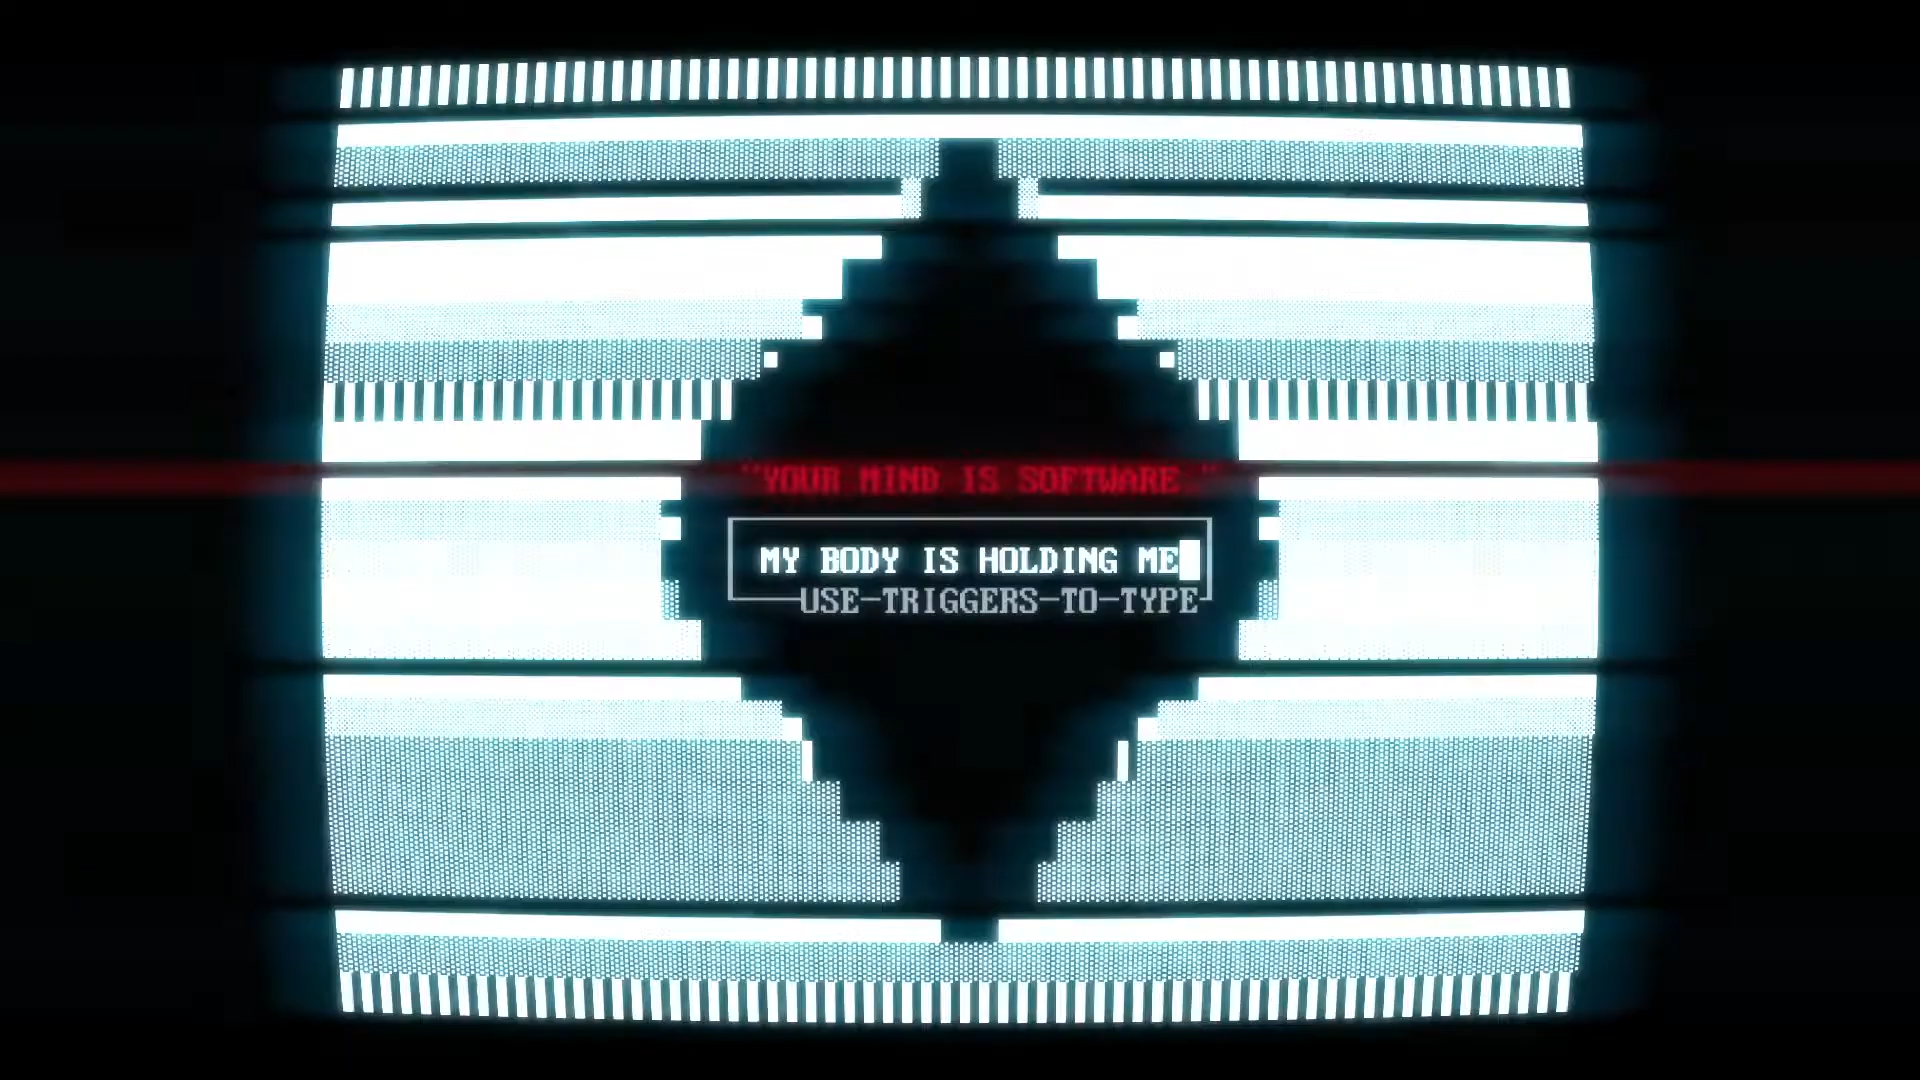 "YOUR MIND IS SOFTWARE."
MY BODY IS HOLDING ME
USE-TRIGGERS-TO-TYPE